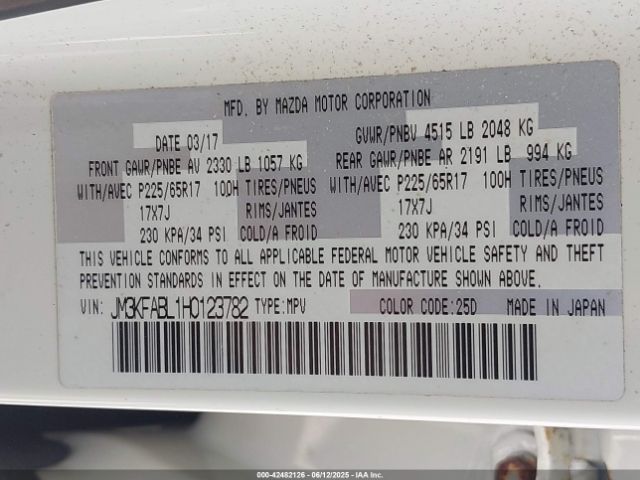 MFD. BY MAZDA MOTOR CORPORATION
DATE 03/17 GVWR/PNBV 4515 LB 2048 KG
FRONT GAWR/PNBE AV 2330 LB 1057 KG REAR GAWR/PNBE AR 2191 LB 994 KG
WITH/AVEC P225/65R17 100H TIRES/PNEUS WITH/AVEC P225/65R17 100H TIRES/PNEUS
17X7J RIMS/JANTES 17X7J RIMS/JANTES
230 KPA/34 PSI COLD/A FROID 230 KPA/34 PSI COLD/A FROID
THIS VEHICLE CONFORMS TO ALL APPLICABLE FEDERAL MOTOR VEHICLE SAFETY AND THEFT
PREVENTION STANDARDS IN EFFECT ON THE DATE OF MANUFACTURE SHOWN ABOVE.
VIN: JM3KFABL1H0123782 TYPE:MPV COLOR CODE:25D MADE IN JAPAN
000-42482126 - 06/12/2025 - IAAI.COM